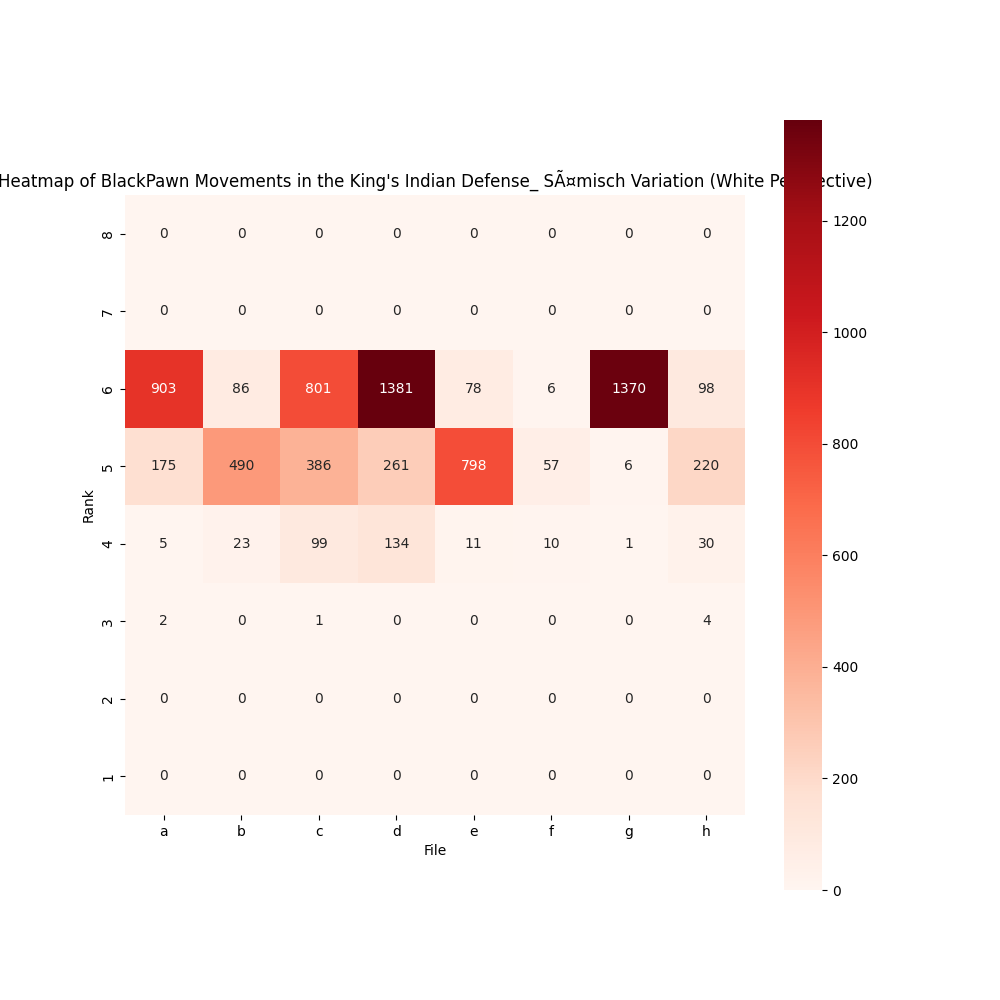 Heatmap of BlackPawn Movements in the King's Indian Defense_ SÃ¤misch Variation (White Pe ective)
8 0 0 0 0 0 0 0 0
7 0 0 0 0 0 0 0 0
6 903 86 801 1381 78 6 1370 98
5 175 490 386 261 798 57 6 220
4 5 23 99 134 11 10 1 30
3 2 0 1 0 0 0 0 4
2 0 0 0 0 0 0 0 0
1 0 0 0 0 0 0 0 0
a b c d e f g h
File
Rank
1200
1000
800
600
400
200
0